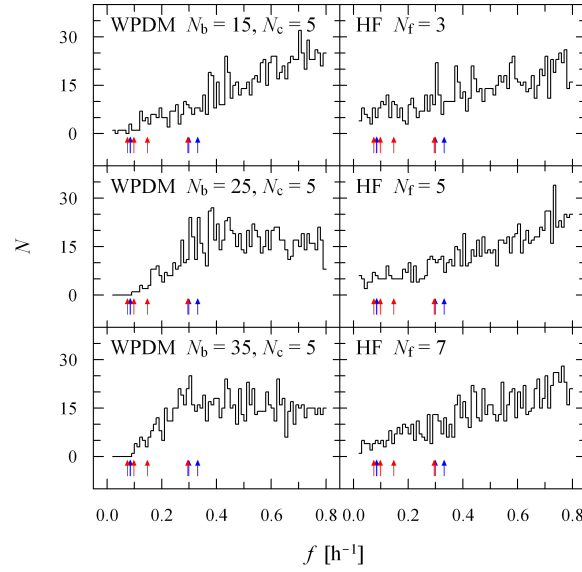 WPDM N_b = 15, N_c = 5
HF N_f = 3
30
15
0
WPDM N_b = 25, N_c = 5
HF N_f = 5
30
15
0
N
WPDM N_b = 35, N_c = 5
HF N_f = 7
30
15
0
0.0 0.2 0.4 0.6 0.8 0.2 0.4 0.6 0.8
f [h⁻¹]